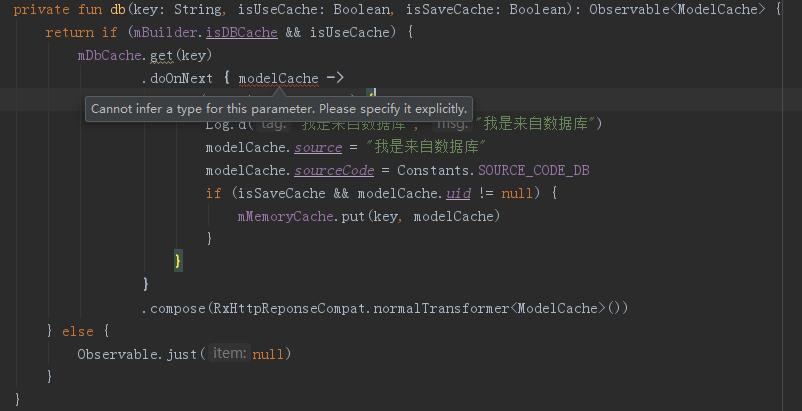 private fun db(key: String, isUseCache: Boolean, isSaveCache: Boolean): Observable<ModelCache> {
return if (mBuilder.isDBCache && isUseCache) {
mDbCache.get(key)
.doOnNext { modelCache ->
{
Cannot infer a type for this parameter. Please specify it explicitly.
Log.d( tag: "我是来自数据库", msg: "我是来自数据库")
modelCache.source = "我是来自数据库"
modelCache.sourceCode = Constants.SOURCE_CODE_DB
if (isSaveCache && modelCache.uid != null) {
mMemoryCache.put(key, modelCache)
}
}
}
.compose(RxHttpReponseCompat.normalTransformer<ModelCache>())
} else {
Observable.just( item: null)
}
}